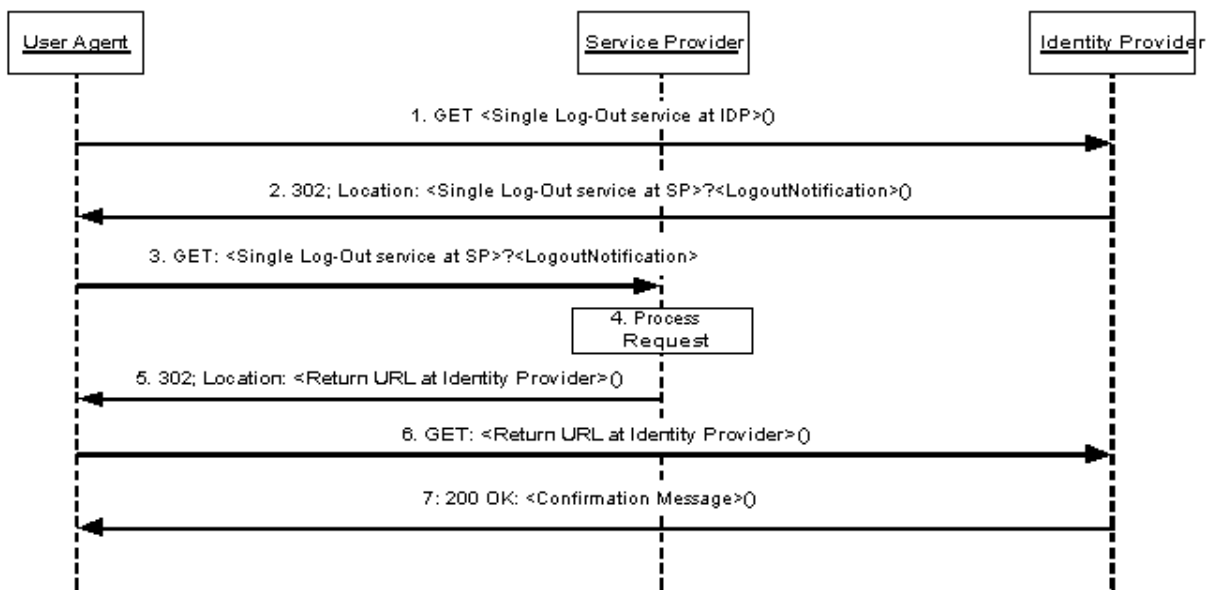 User Agent
Service Provider
Identity Provider
1. GET <Single Log-Out service at IDP>()
2. 302; Location: <Single Log-Out service at SP>?<LogoutNotification>()
3. GET: <Single Log-Out service at SP>?<LogoutNotification>
4. Process
Request
5. 302; Location: <Return URL at Identity Provider>()
6. GET: <Return URL at Identity Provider>()
7: 200 OK: <Confirmation Message>()